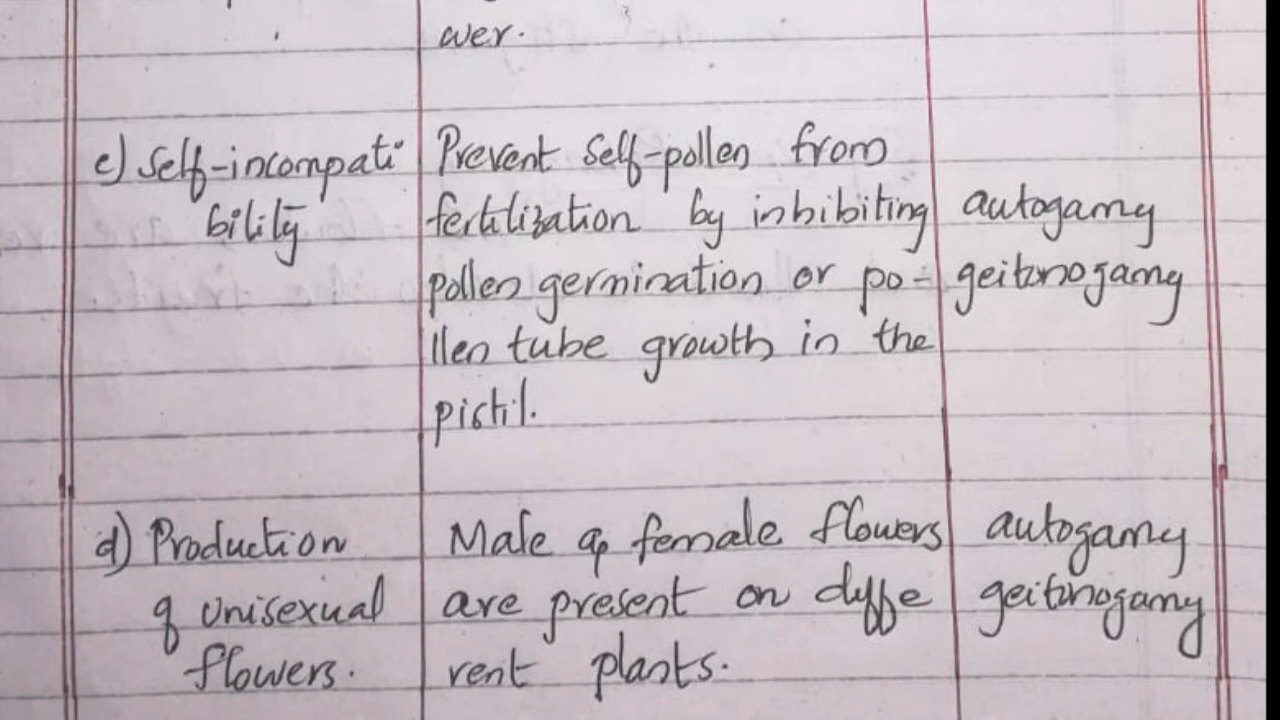 wer.
c) Self-incompati
bility
Prevent Self-pollen from
fertilization by inhibiting
pollen germination or po-
llen tube growth in the
pistil.
autogamy
geitonogamy
d) Production
of unisexual
flowers.
Male & female flowers
are present on diffe
rent plants.
autogamy
geitonogamy